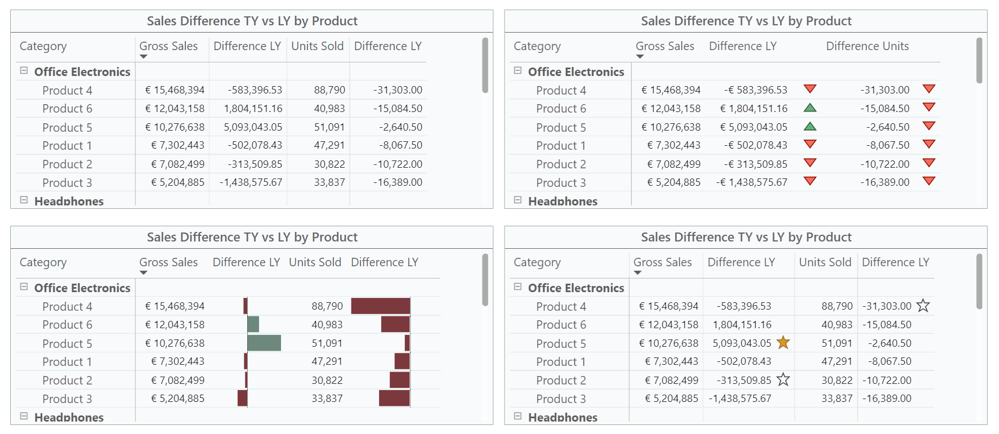 Sales Difference TY vs LY by Product
Category Gross Sales Difference LY Units Sold Difference LY
Office Electronics
Product 4 € 15,468,394 -583,396.53 88,790 -31,303.00
Product 6 € 12,043,158 1,804,151.16 40,983 -15,084.50
Product 5 € 10,276,638 5,093,043.05 51,091 -2,640.50
Product 1 € 7,302,443 -502,078.43 47,291 -8,067.50
Product 2 € 7,082,499 -313,509.85 30,822 -10,722.00
Product 3 € 5,204,885 -1,438,575.67 33,837 -16,389.00
Headphones
Sales Difference TY vs LY by Product
Category Gross Sales Difference LY Difference Units
Office Electronics
Product 4 € 15,468,394 -€ 583,396.53 -31,303.00
Product 6 € 12,043,158 € 1,804,151.16 -15,084.50
Product 5 € 10,276,638 € 5,093,043.05 -2,640.50
Product 1 € 7,302,443 -€ 502,078.43 -8,067.50
Product 2 € 7,082,499 -€ 313,509.85 -10,722.00
Product 3 € 5,204,885 -€ 1,438,575.67 -16,389.00
Headphones
Sales Difference TY vs LY by Product
Category Gross Sales Difference LY Units Sold Difference LY
Office Electronics
Product 4 € 15,468,394 88,790
Product 6 € 12,043,158 40,983
Product 5 € 10,276,638 51,091
Product 1 € 7,302,443 47,291
Product 2 € 7,082,499 30,822
Product 3 € 5,204,885 33,837
Headphones
Sales Difference TY vs LY by Product
Category Gross Sales Difference LY Units Sold Difference LY
Office Electronics
Product 4 € 15,468,394 -583,396.53 88,790 -31,303.00
Product 6 € 12,043,158 1,804,151.16 40,983 -15,084.50
Product 5 € 10,276,638 5,093,043.05 51,091 -2,640.50
Product 1 € 7,302,443 -502,078.43 47,291 -8,067.50
Product 2 € 7,082,499 -313,509.85 30,822 -10,722.00
Product 3 € 5,204,885 -1,438,575.67 33,837 -16,389.00
Headphones